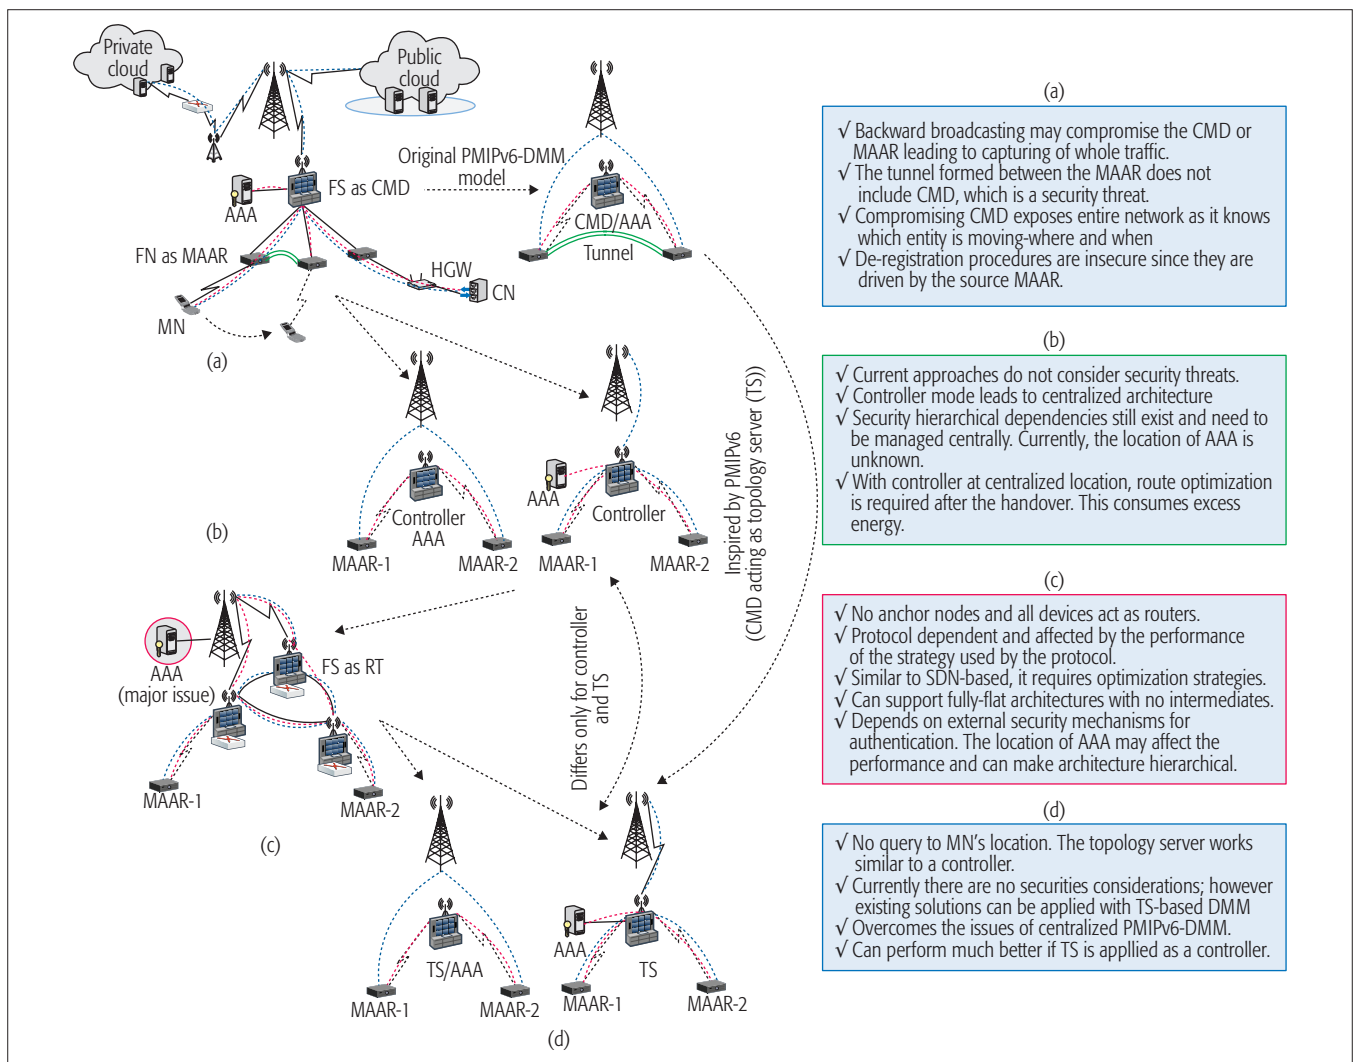 Private
cloud
Public
cloud
Original PMIPv6-DMM
model
FS as CMD
AAA
CMD/AAA
Tunnel
FN as MAAR
HGW
CN
MN
(a)
Inspired by PMIPv6
(CMD acting as topology server (TS))
AAA
Controller
AAA
Controller
(b)
MAAR-1
MAAR-2
MAAR-1
MAAR-2
Differs only for controller
and TS
FS as RT
AAA
(major issue)
MAAR-1
MAAR-2
(c)
AAA
TS/AAA
TS
MAAR-1
MAAR-2
MAAR-1
MAAR-2
(d)
(a)
√ Backward broadcasting may compromise the CMD or
MAAR leading to capturing of whole traffic.
√ The tunnel formed between the MAAR does not
include CMD, which is a security threat.
√ Compromising CMD exposes entire network as it knows
which entity is moving-where and when
√ De-registration procedures are insecure since they are
driven by the source MAAR.
(b)
√ Current approaches do not consider security threats.
√ Controller mode leads to centralized architecture
√ Security hierarchical dependencies still exist and need to
be managed centrally. Currently, the location of AAA is
unknown.
√ With controller at centralized location, route optimization
is required after the handover. This consumes excess
energy.
(c)
√ No anchor nodes and all devices act as routers.
√ Protocol dependent and affected by the performance
of the strategy used by the protocol.
√ Similar to SDN-based, it requires optimization strategies.
√ Can support fully-flat architectures with no intermediates.
√ Depends on external security mechanisms for
authentication. The location of AAA may affect the
performance and can make architecture hierarchical.
(d)
√ No query to MN's location. The topology server works
similar to a controller.
√ Currently there are no securities considerations; however
existing solutions can be applied with TS-based DMM
√ Overcomes the issues of centralized PMIPv6-DMM.
√ Can perform much better if TS is appllied as a controller.